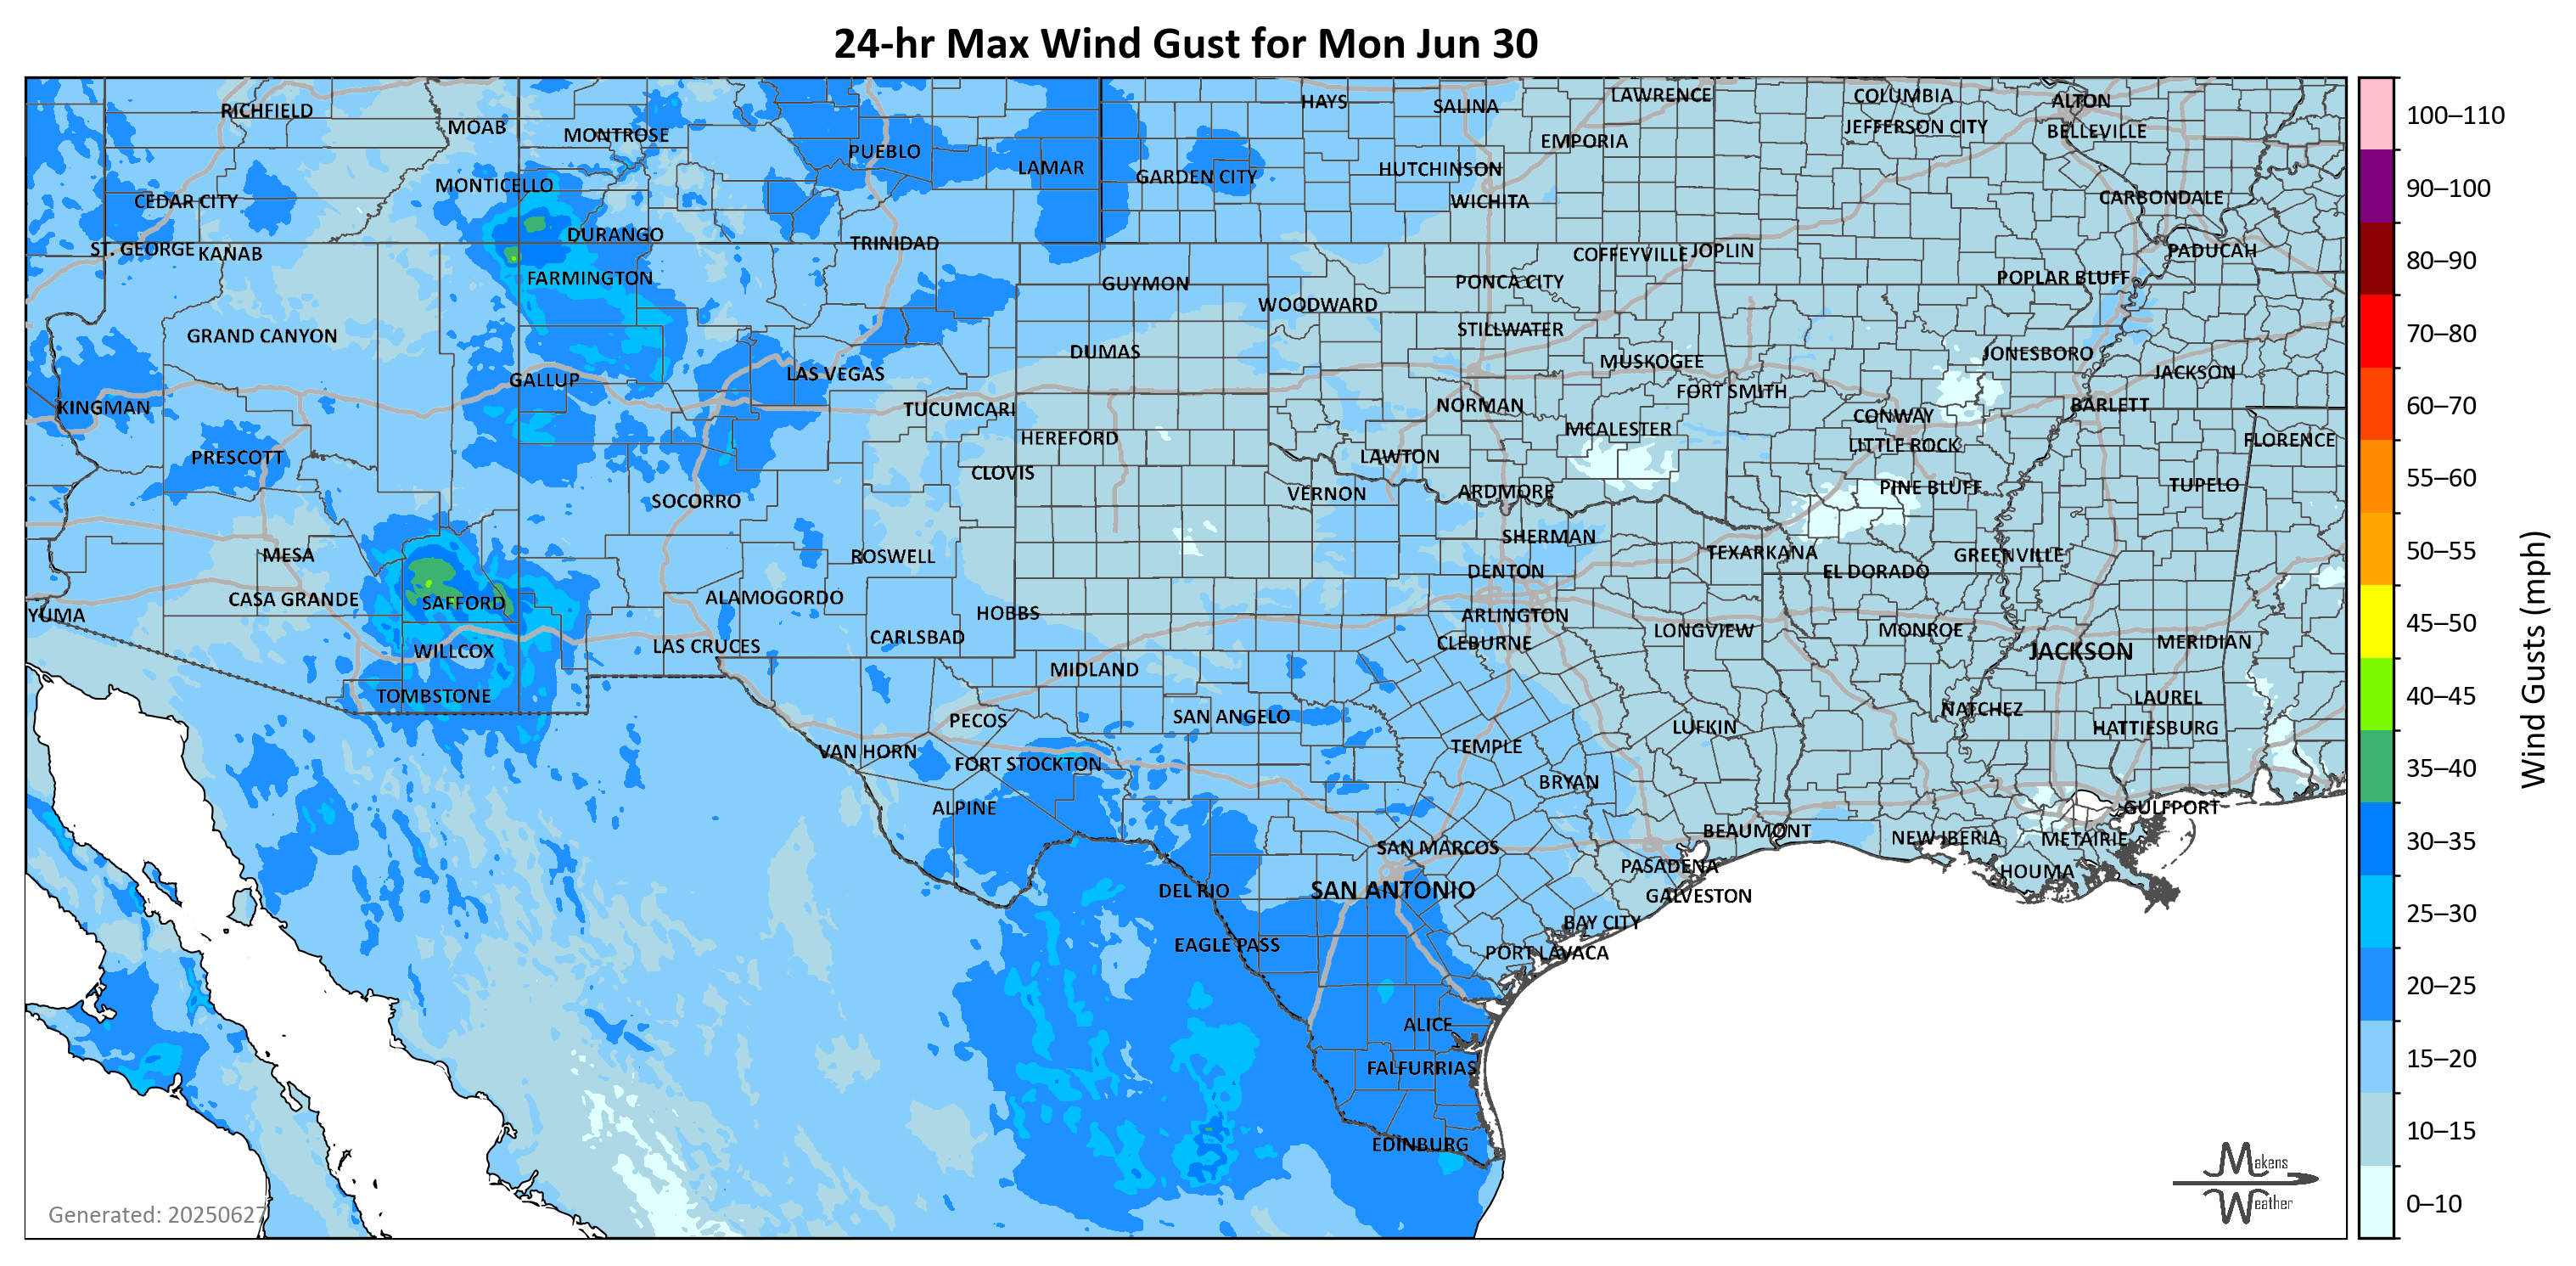 24-hr Max Wind Gust for Mon Jun 30
RICHFIELD
MOAB
MONTROSE
PUEBLO
LAMAR
HAYS
SALINA
LAWRENCE
EMPORIA
COLUMBIA
JEFFERSON CITY
ALTON
BELLEVILLE
MONTICELLO
CEDAR CITY
GARDEN CITY
HUTCHINSON
WICHITA
CARBONDALE
ST. GEORGE
KANAB
DURANGO
TRINIDAD
COFFEYVILLE
JOPLIN
PADUCAH
FARMINGTON
GUYMON
WOODWARD
PONCA CITY
POPLAR BLUFF
GRAND CANYON
DUMAS
STILLWATER
MUSKOGEE
JONESBORO
JACKSON
GALLUP
LAS VEGAS
FORT SMITH
KINGMAN
TUCUMCARI
NORMAN
CONWAY
BARLETT
PRESCOTT
HEREFORD
MCALESTER
LITTLE ROCK
FLORENCE
CLOVIS
LAWTON
SOCORRO
VERNON
ARDMORE
PINE BLUFF
TUPELO
MESA
ROSWELL
SHERMAN
TEXARKANA
GREENVILLE
CASA GRANDE
SAFFORD
ALAMOGORDO
DENTON
EL DORADO
YUMA
HOBBS
ARLINGTON
WILLCOX
LAS CRUCES
CARLSBAD
CLEBURNE
LONGVIEW
MONROE
JACKSON
MERIDIAN
TOMBSTONE
MIDLAND
LAUREL
PECOS
SAN ANGELO
LUFKIN
NATCHEZ
HATTIESBURG
VAN HORN
FORT STOCKTON
TEMPLE
BRYAN
ALPINE
GULFPORT
SAN MARCOS
BEAUMONT
NEW IBERIA
METAIRIE
PASADENA
HOUMA
DEL RIO
SAN ANTONIO
GALVESTON
EAGLE PASS
BAY CITY
PORT LAVACA
ALICE
FALFURRIAS
EDINBURG
Generated: 20250627
Makens
Weather
100–110
90–100
80–90
70–80
60–70
55–60
50–55
45–50
40–45
35–40
30–35
25–30
20–25
15–20
10–15
0–10
Wind Gusts (mph)